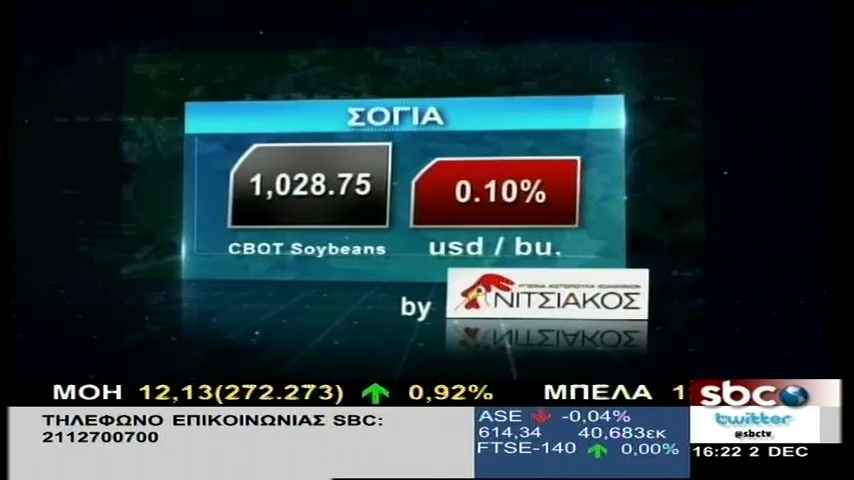 ΣΟΓΙΑ
1,028.75
0.10%
CBOT Soybeans
usd / bu.
by
ΝΙΤΣΙΑΚΟΣ
ΜΟΗ 12,13(272.273) 0,92% ΜΠΕΛΑ 1
sbc
twitter
@sbctv
ΤΗΛΕΦΩΝΟ ΕΠΙΚΟΙΝΩΝΙΑΣ SBC:
2112700700
ASE -0,04%
614,34 40,683εκ
FTSE-140 0,00%
16:22 2 DEC